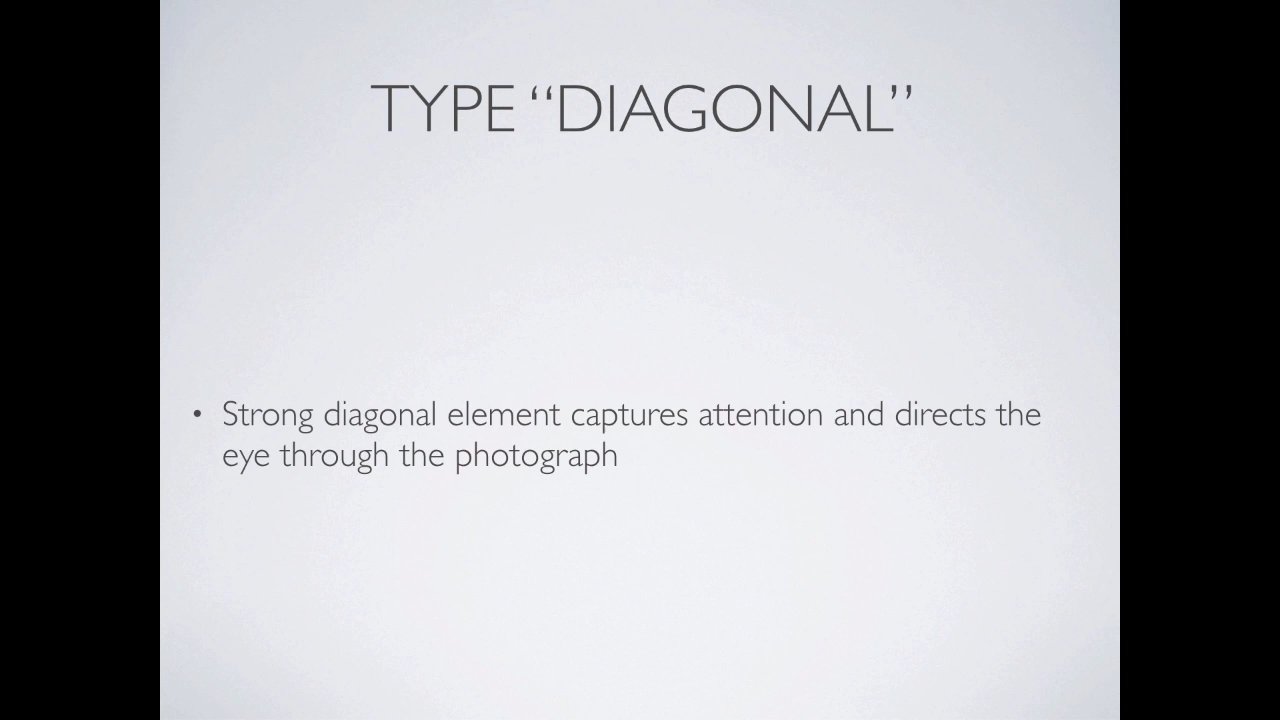 TYPE “DIAGONAL”
• Strong diagonal element captures attention and directs the
eye through the photograph